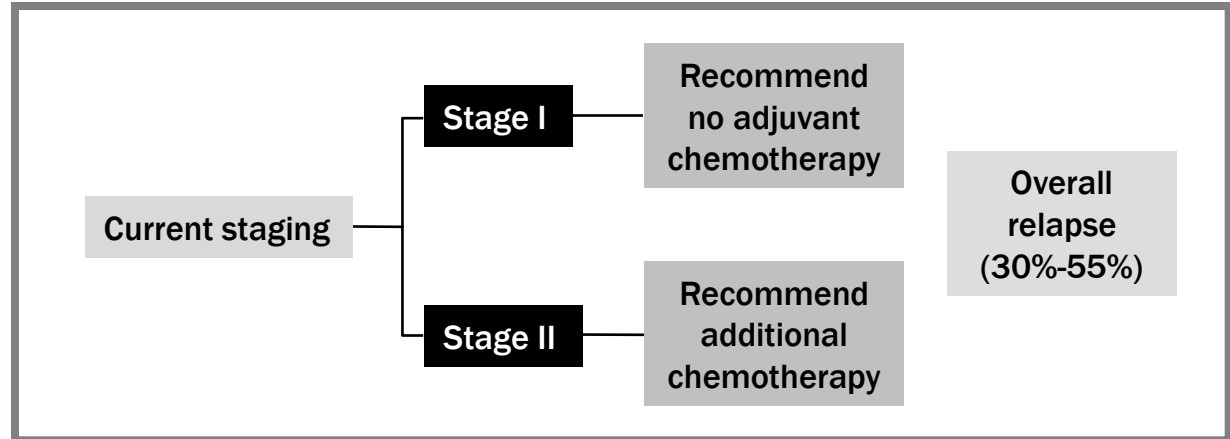 Current staging
Stage I
Recommend
no adjuvant
chemotherapy
Stage II
Recommend
additional
chemotherapy
Overall
relapse
(30%-55%)